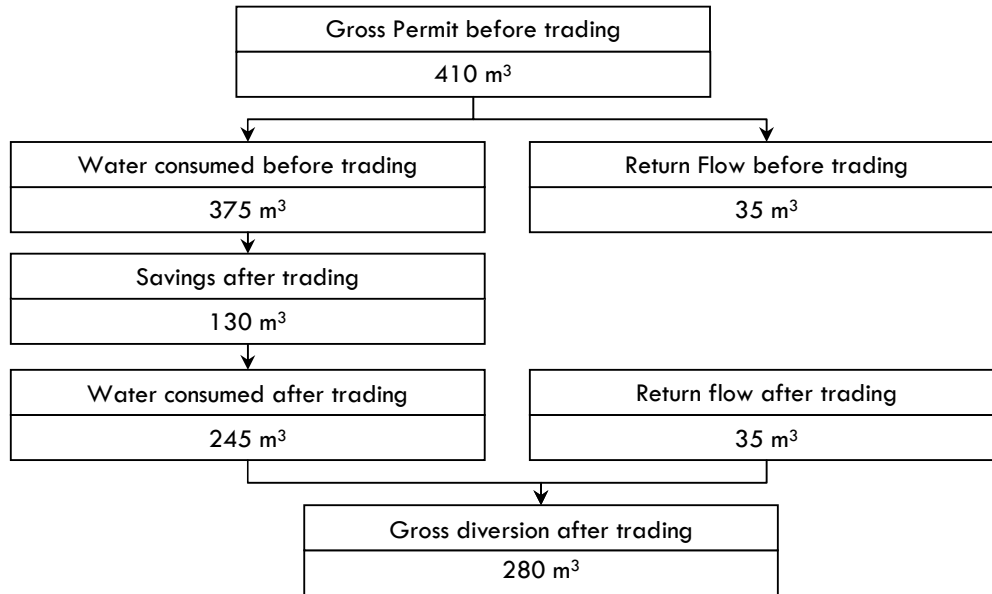 Gross Permit before trading
410 m³
Water consumed before trading
375 m³
Return Flow before trading
35 m³
Savings after trading
130 m³
Water consumed after trading
245 m³
Return flow after trading
35 m³
Gross diversion after trading
280 m³